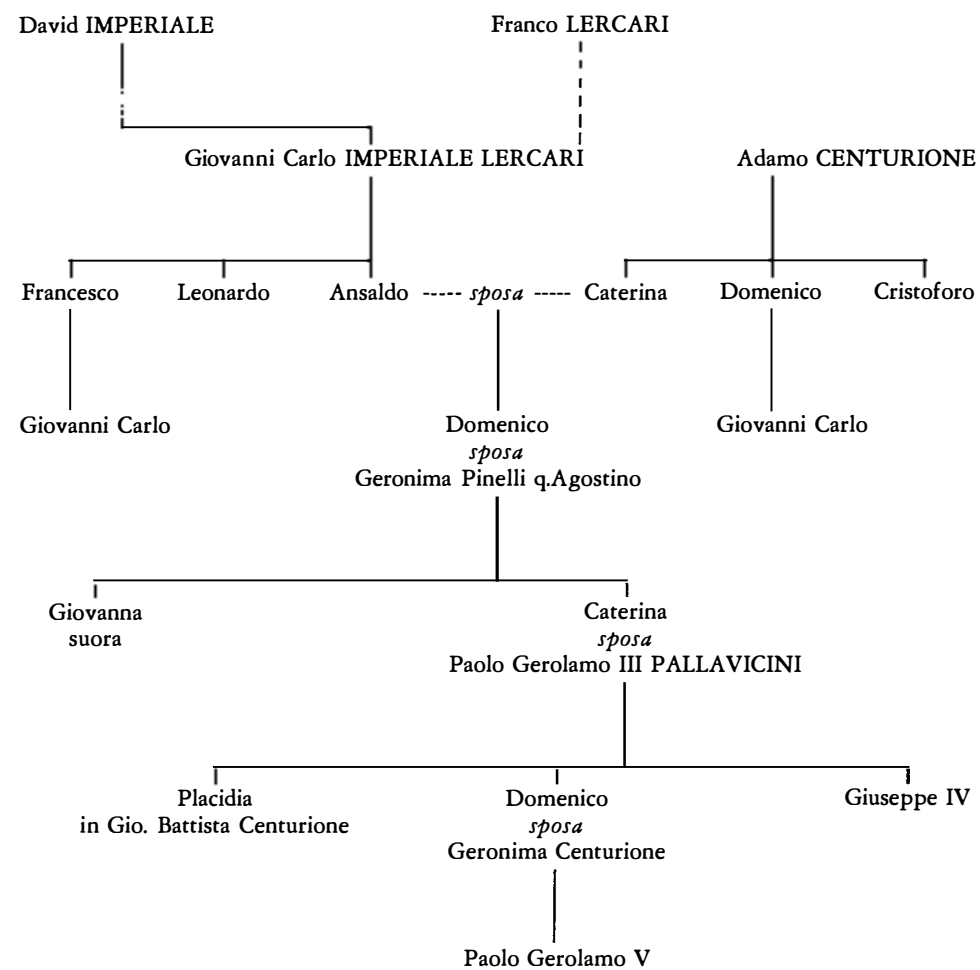 David IMPERIALE
Franco LERCARI
Giovanni Carlo IMPERIALE LERCARI
Adamo CENTURIONE
Francesco
Leonardo
Ansaldo ----- sposa ----- Caterina
Domenico
Cristoforo
Giovanni Carlo
Domenico
sposa
Geronima Pinelli q.Agostino
Giovanni Carlo
Giovanna
suora
Caterina
sposa
Paolo Gerolamo III PALLAVICINI
Placidia
in Gio. Battista Centurione
Domenico
sposa
Geronima Centurione
Giuseppe IV
Paolo Gerolamo V